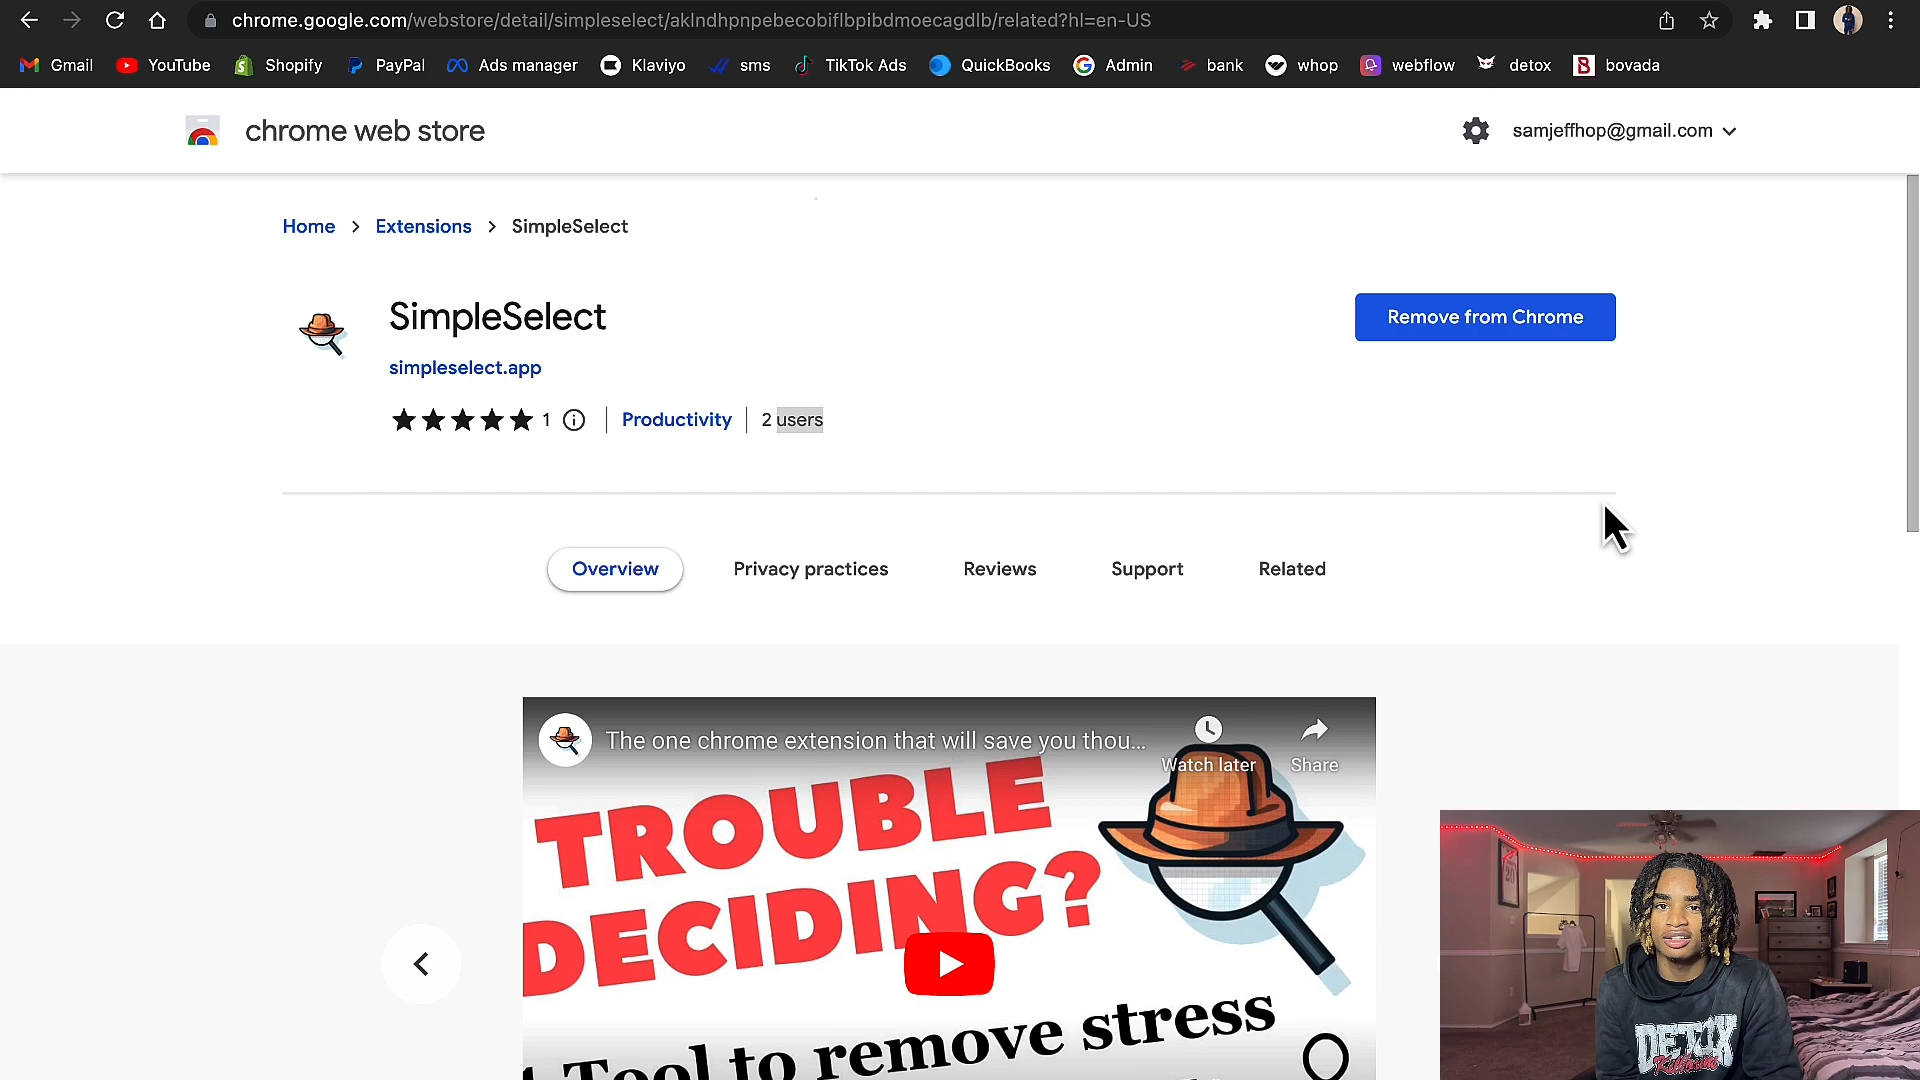 chrome.google.com/webstore/detail/simpleselect/aklndhpnpebecobiflbpibdmoecagdlb/related?hl=en-US
Gmail YouTube Shopify PayPal Ads manager Klaviyo sms TikTok Ads QuickBooks Admin bank whop webflow detox bovada
chrome web store
samjeffhop@gmail.com
Home > Extensions > SimpleSelect
SimpleSelect
Remove from Chrome
simpleselect.app
1 Productivity 2 users
Overview Privacy practices Reviews Support Related
The one chrome extension that will save you thou...
Watch later Share
TROUBLE
DECIDING?
Tool to remove stress
DETOX